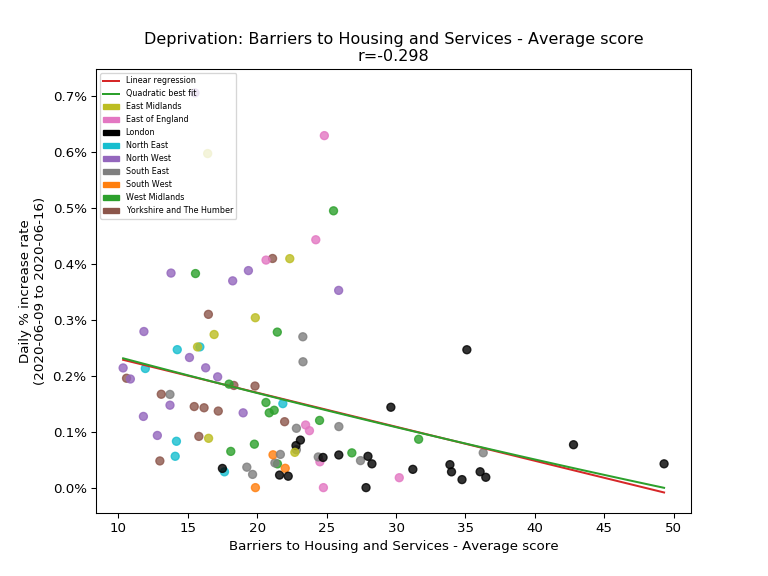 Deprivation: Barriers to Housing and Services - Average score
r=-0.298
Daily % increase rate
(2020-06-09 to 2020-06-16)
0.7%
0.6%
0.5%
0.4%
0.3%
0.2%
0.1%
0.0%
Linear regression
Quadratic best fit
East Midlands
East of England
London
North East
North West
South East
South West
West Midlands
Yorkshire and The Humber
10 15 20 25 30 35 40 45 50
Barriers to Housing and Services - Average score